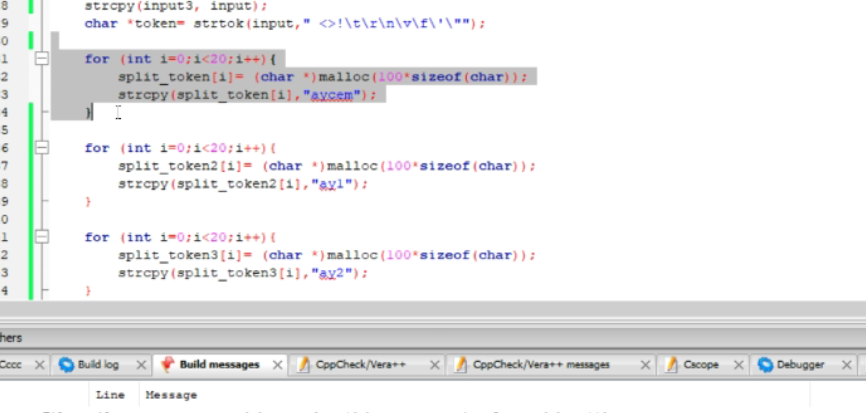 8 strcpy(input3, input);
9 char *token= strtok(input," <>!\t\r\n\v\f\'\"");
0
1 for (int i=0;i<20;i++){
2 split_token[i]= (char *)malloc(100*sizeof(char));
3 strcpy(split_token[i],"aycem");
4 }
5
6 for (int i=0;i<20;i++){
7 split_token2[i]= (char *)malloc(100*sizeof(char));
8 strcpy(split_token2[i],"ay1");
9 }
0
1 for (int i=0;i<20;i++){
2 split_token3[i]= (char *)malloc(100*sizeof(char));
3 strcpy(split_token3[i],"ay2");
4 }
hers
Cccc Build log Build messages CppCheck/Vera++ CppCheck/Vera++ messages Cscope Debugger
Line Message